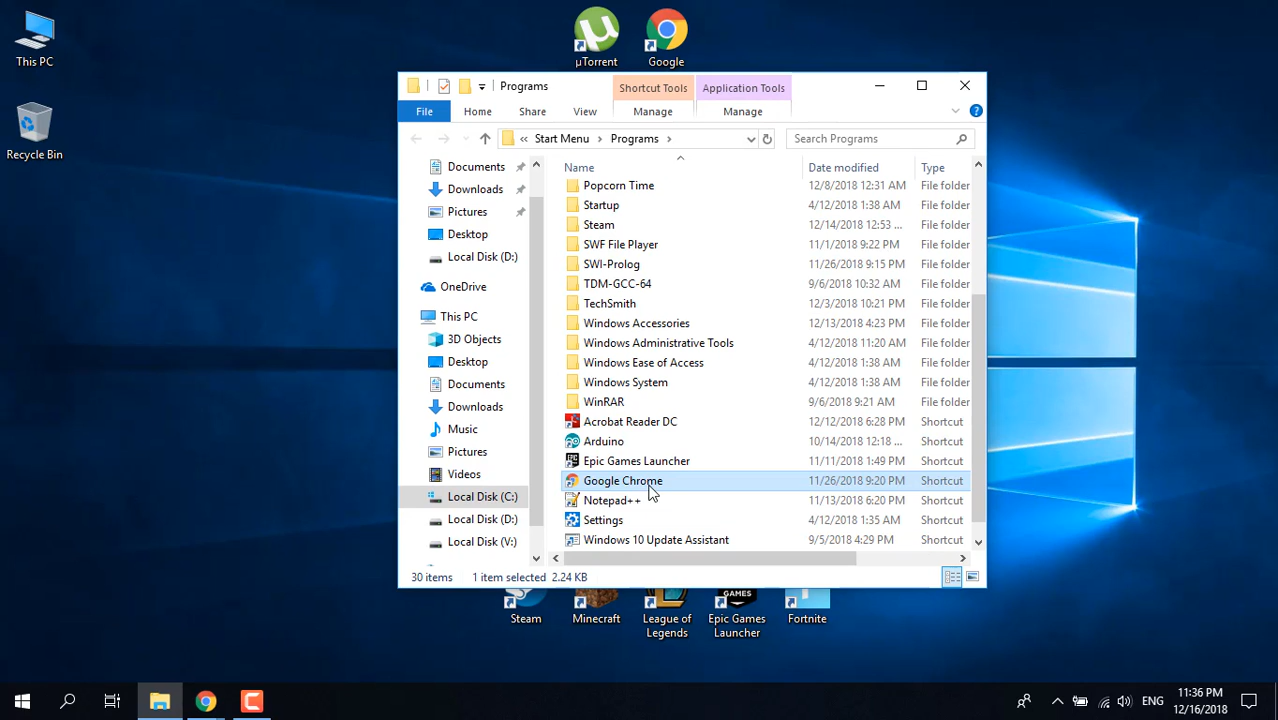 This PC
Recycle Bin
µTorrent
Google
Programs
Shortcut Tools
Application Tools
File
Home
Share
View
Manage
Manage
« Start Menu > Programs >
Search Programs
Documents
Downloads
Pictures
Desktop
Local Disk (D:)
OneDrive
This PC
3D Objects
Desktop
Documents
Downloads
Music
Pictures
Videos
Local Disk (C:)
Local Disk (D:)
Local Disk (V:)
Name Date modified Type
Popcorn Time 12/8/2018 12:31 AM File folder
Startup 4/12/2018 1:38 AM File folder
Steam 12/14/2018 12:53 ... File folder
SWF File Player 11/1/2018 9:22 PM File folder
SWI-Prolog 11/26/2018 9:15 PM File folder
TDM-GCC-64 9/6/2018 10:32 AM File folder
TechSmith 12/3/2018 10:21 PM File folder
Windows Accessories 12/13/2018 4:23 PM File folder
Windows Administrative Tools 4/12/2018 11:20 AM File folder
Windows Ease of Access 4/12/2018 1:38 AM File folder
Windows System 4/12/2018 1:38 AM File folder
WinRAR 9/6/2018 9:21 AM File folder
Acrobat Reader DC 12/12/2018 6:28 PM Shortcut
Arduino 10/14/2018 12:18 ... Shortcut
Epic Games Launcher 11/11/2018 1:49 PM Shortcut
Google Chrome 11/26/2018 9:20 PM Shortcut
Notepad++ 11/13/2018 6:20 PM Shortcut
Settings 4/12/2018 1:35 AM Shortcut
Windows 10 Update Assistant 9/5/2018 4:29 PM Shortcut
30 items 1 item selected 2.24 KB
GAMES
Steam
Minecraft
League of
Legends
Epic Games
Launcher
Fortnite
ENG
11:36 PM
12/16/2018